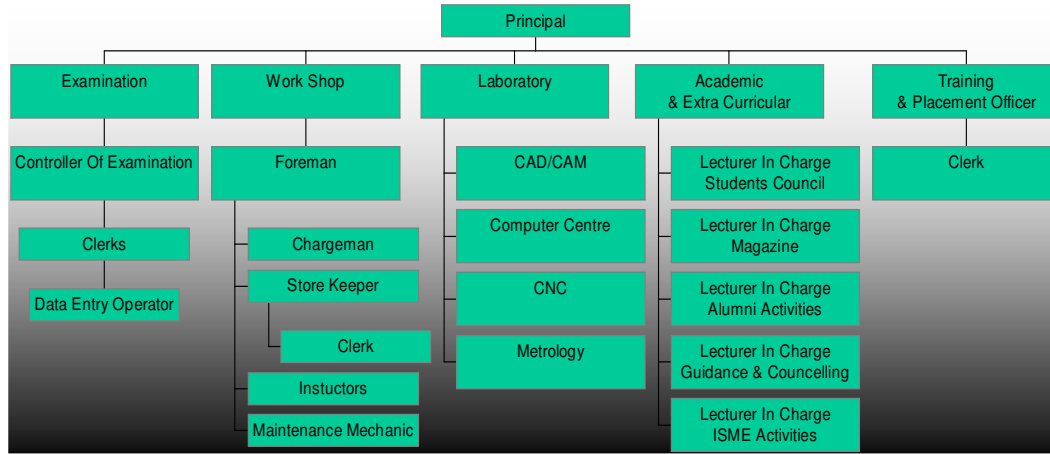 Principal
Examination
Work Shop
Laboratory
Academic
& Extra Curricular
Training
& Placement Officer
Controller Of Examination
Clerks
Data Entry Operator
Foreman
Chargeman
Store Keeper
Clerk
Instuctors
Maintenance Mechanic
CAD/CAM
Computer Centre
CNC
Metrology
Lecturer In Charge
Students Council
Lecturer In Charge
Magazine
Lecturer In Charge
Alumni Activities
Lecturer In Charge
Guidance & Councelling
Lecturer In Charge
ISME Activities
Clerk